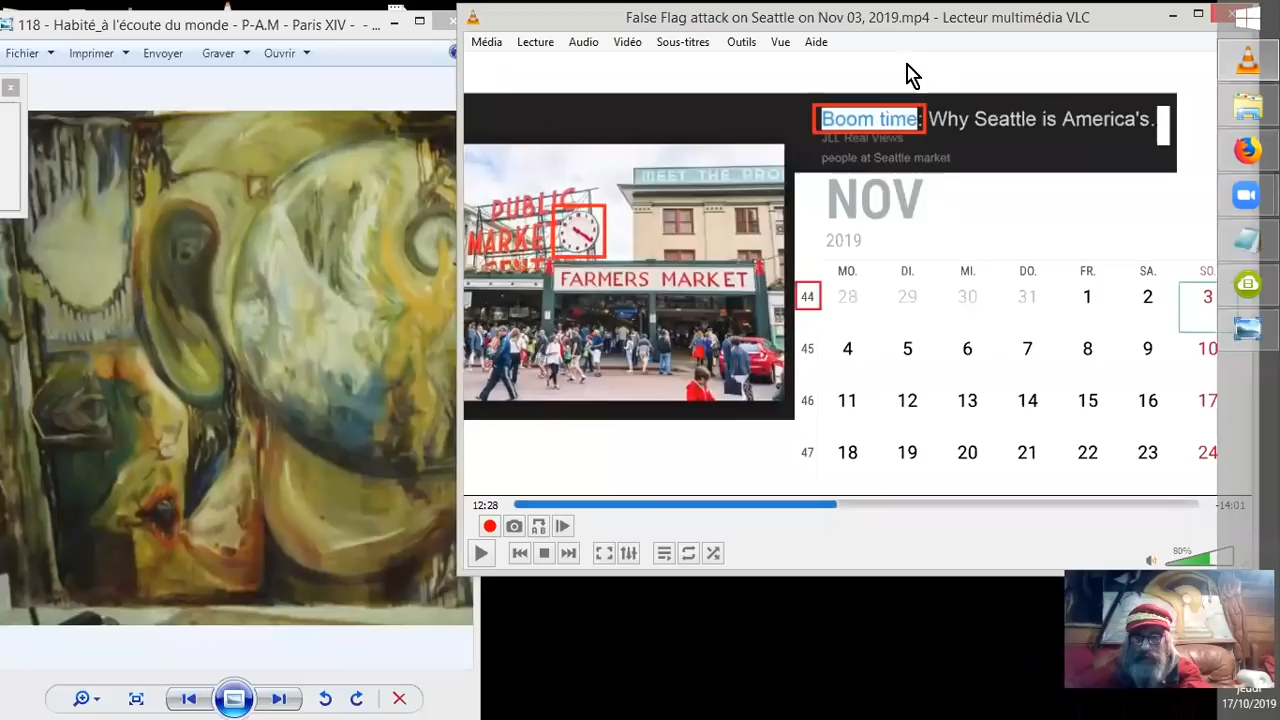 118 - Habité_à l'écoute du monde - P-A-M - Paris XIV - ...
Fichier
Imprimer
Envoyer
Graver
Ouvrir
False Flag attack on Seattle on Nov 03, 2019.mp4 - Lecteur multimédia VLC
Média Lecture Audio Vidéo Sous-titres Outils Vue Aide
Boom time: Why Seattle is America's..
JLL Real Views
people at Seattle market
MEET THE PRO
PUBLIC
MARKET
CENTER
FARMERS MARKET
NOV
2019
MO. DI. MI. DO. FR. SA. SO.
44 28 29 30 31 1 2 3
45 4 5 6 7 8 9 10
46 11 12 13 14 15 16 17
47 18 19 20 21 22 23 24
12:28
-14:01
A B
80%
jeudi
17/10/2019